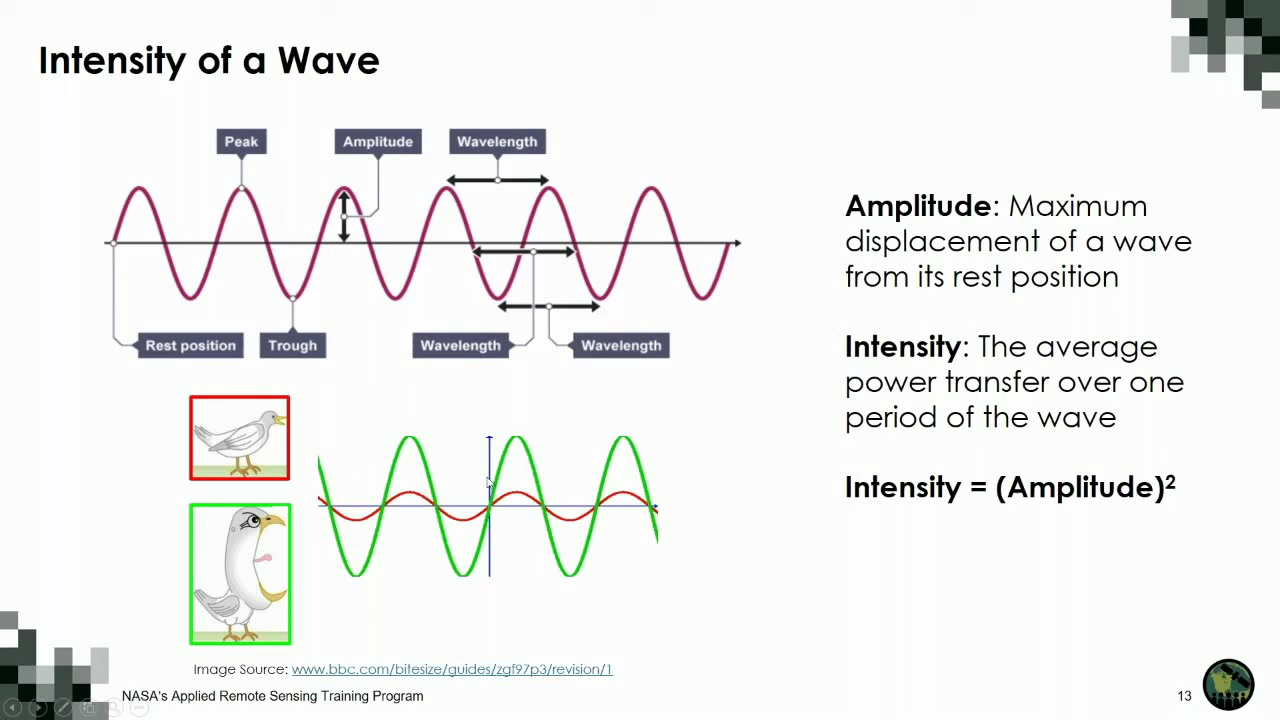 Intensity of a Wave
Peak
Amplitude
Wavelength
Rest position
Trough
Wavelength
Wavelength
Amplitude: Maximum
displacement of a wave
from its rest position
Intensity: The average
power transfer over one
period of the wave
Intensity = (Amplitude)²
Image Source: www.bbc.com/bitesize/guides/zgf97p3/revision/1
NASA's Applied Remote Sensing Training Program
13